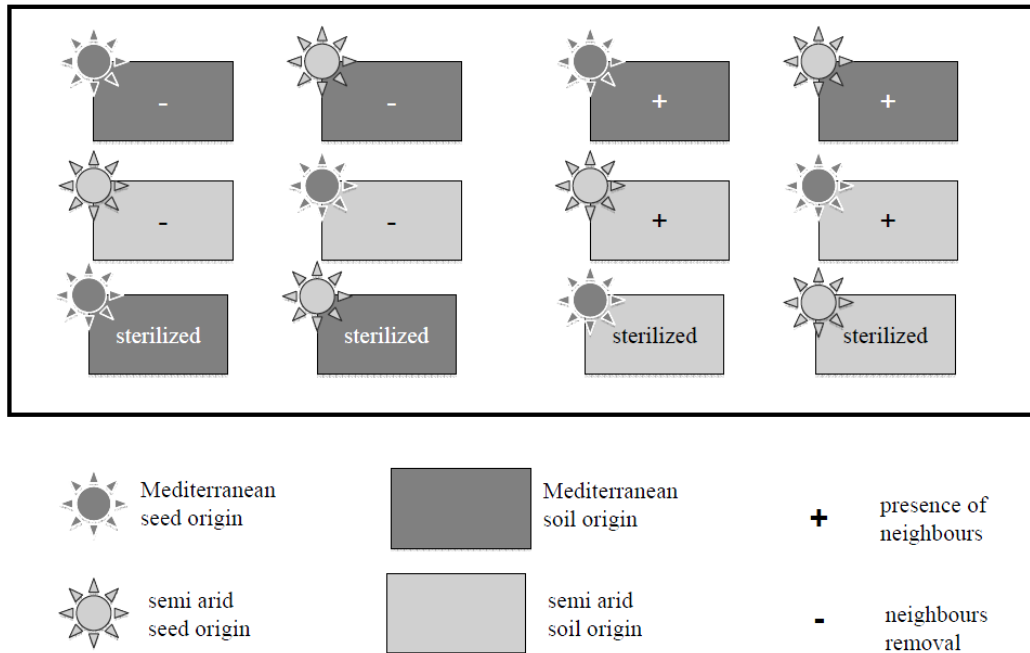 - - + +
- - + +
sterilized sterilized sterilized sterilized
Mediterranean
seed origin
Mediterranean
soil origin
+
presence of
neighbours
semi arid
seed origin
semi arid
soil origin
-
neighbours
removal